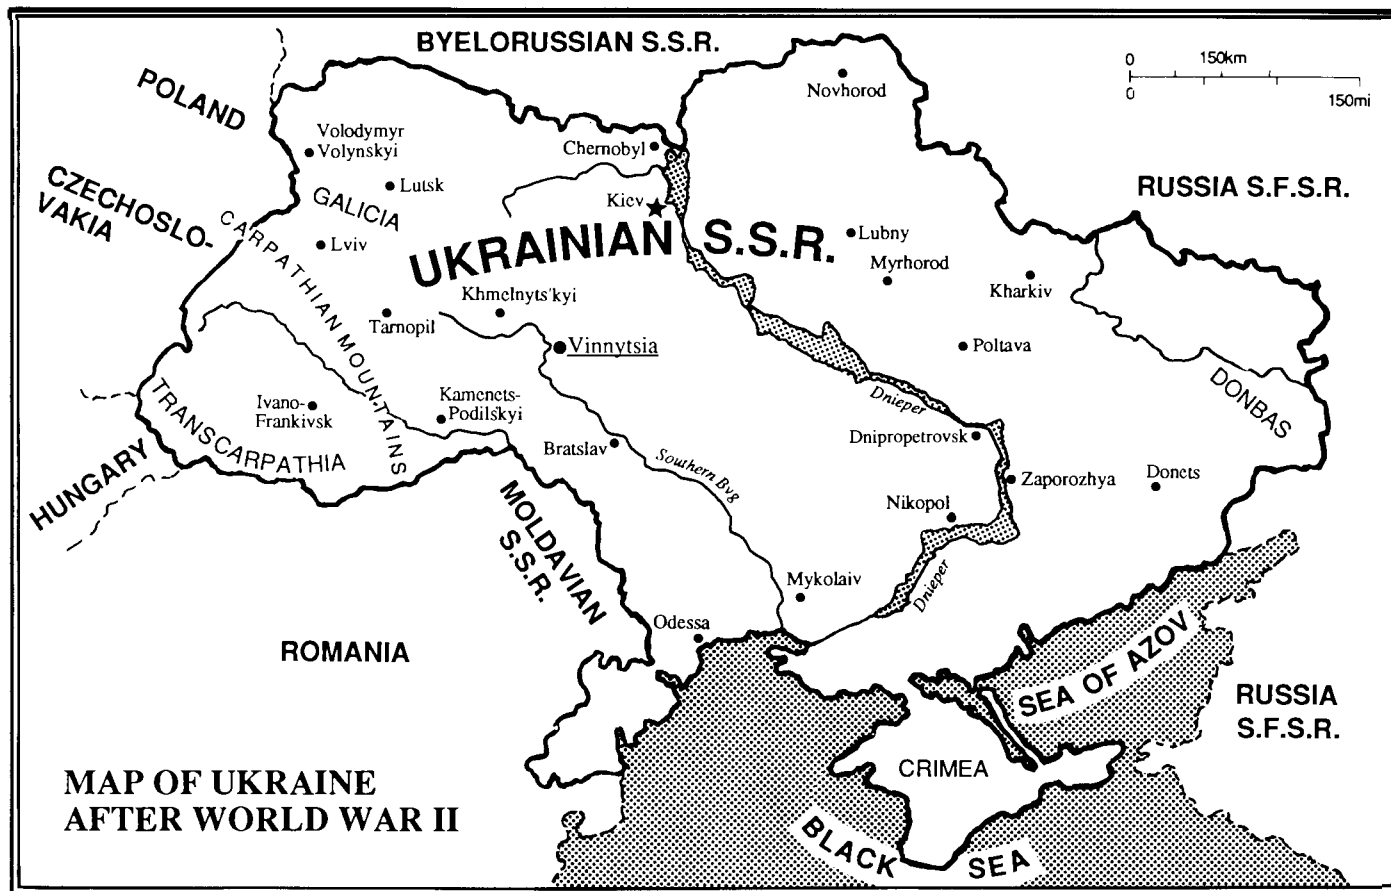 BYELORUSSIAN S.S.R.
0 150km
0 150mi
POLAND
Novhorod
Volodymyr
Volynskyi
Chernobyl
CZECHOSLO-
VAKIA
Lutsk
GALICIA
Kiev
RUSSIA S.F.S.R.
CARPATHIAN MOUNTAINS
Lviv
UKRAINIAN S.S.R.
Lubny
Myrhorod
Kharkiv
Khmelnyts'kyi
Tarnopil
Vinnytsia
Poltava
DONBAS
Dnieper
TRANSCARPATHIA
Ivano-
Frankivsk
Kamenets-
Podils'kyi
Bratslav
Dnipropetrovsk
HUNGARY
Southern Bvg
Zaporozhya
Donets
Nikopol
MOLDAVIAN
S.S.R.
Mykolaiv
Dnieper
Odessa
ROMANIA
SEA OF AZOV
RUSSIA
S.F.S.R.
CRIMEA
MAP OF UKRAINE
AFTER WORLD WAR II
BLACK SEA